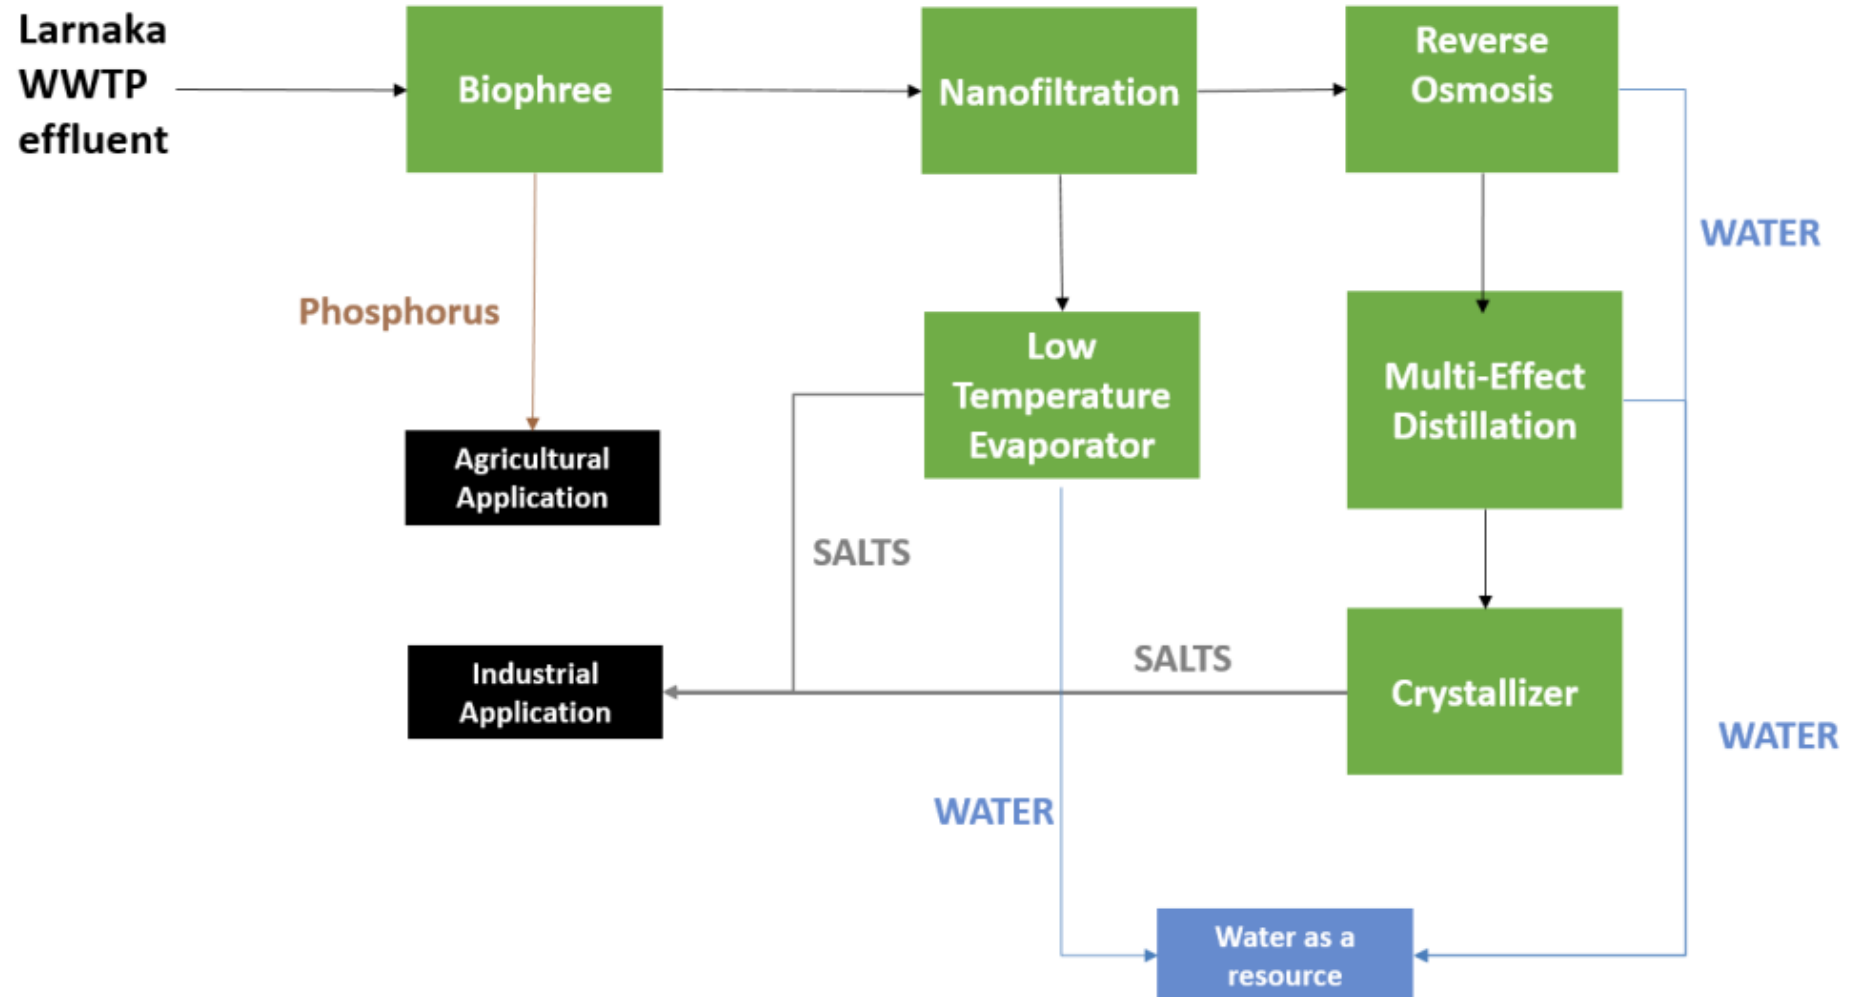 Larnaka
WWTP
effluent
Biophree
Nanofiltration
Reverse
Osmosis
WATER
Phosphorus
Low
Temperature
Evaporator
Multi-Effect
Distillation
Agricultural
Application
SALTS
Industrial
Application
SALTS
Crystallizer
WATER
WATER
Water as a
resource